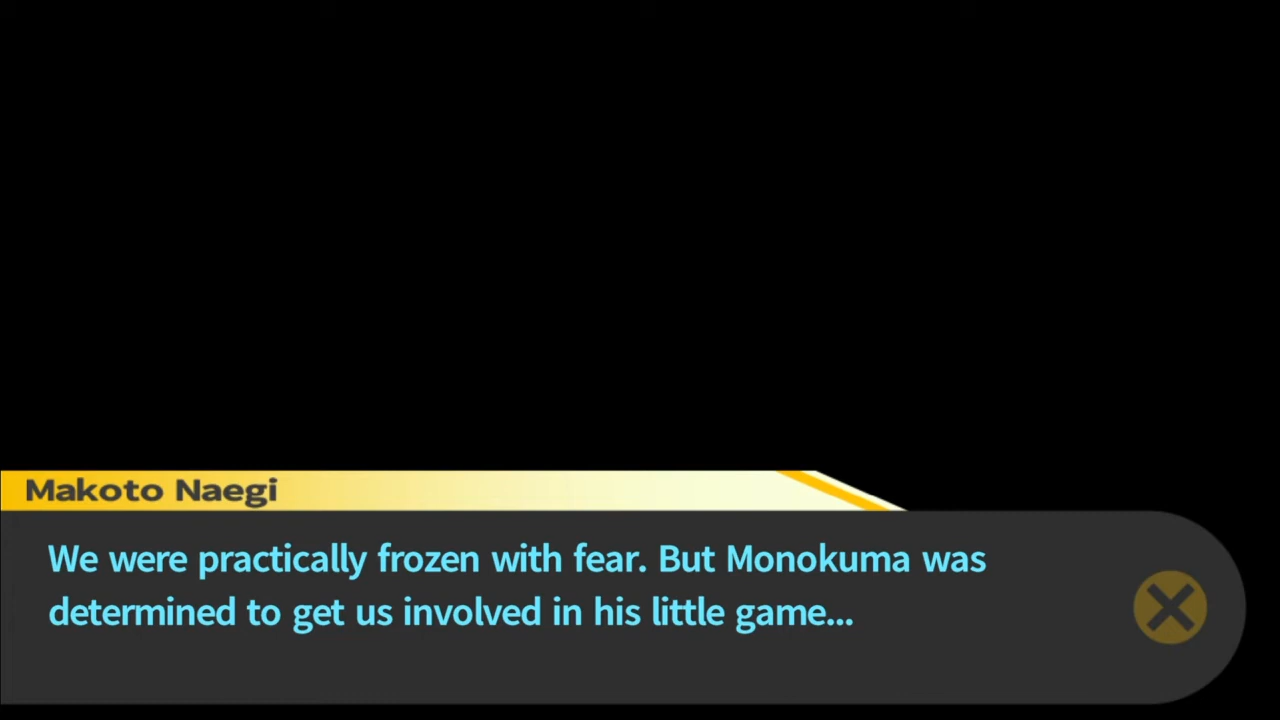 Makoto Naegi
We were practically frozen with fear. But Monokuma was
determined to get us involved in his little game...